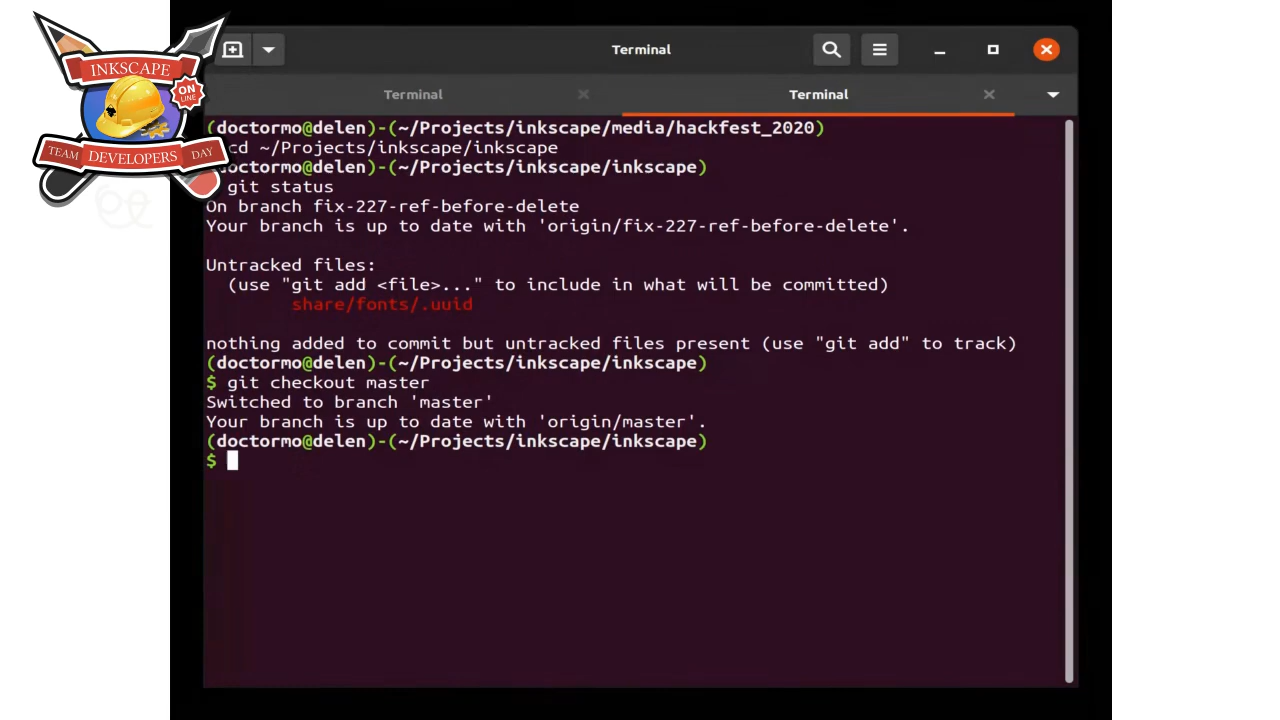 INKSCAPE
ON
LINE
TEAM DEVELOPERS DAY
Terminal
Terminal
Terminal
(doctormo@delen)-(~/Projects/inkscape/media/hackfest_2020)
cd ~/Projects/inkscape/inkscape
doctormo@delen)-(~/Projects/inkscape/inkscape)
git status
On branch fix-227-ref-before-delete
Your branch is up to date with 'origin/fix-227-ref-before-delete'.
Untracked files:
(use "git add <file>..." to include in what will be committed)
share/fonts/.uuid
nothing added to commit but untracked files present (use "git add" to track)
(doctormo@delen)-(~/Projects/inkscape/inkscape)
$ git checkout master
Switched to branch 'master'
Your branch is up to date with 'origin/master'.
(doctormo@delen)-(~/Projects/inkscape/inkscape)
$